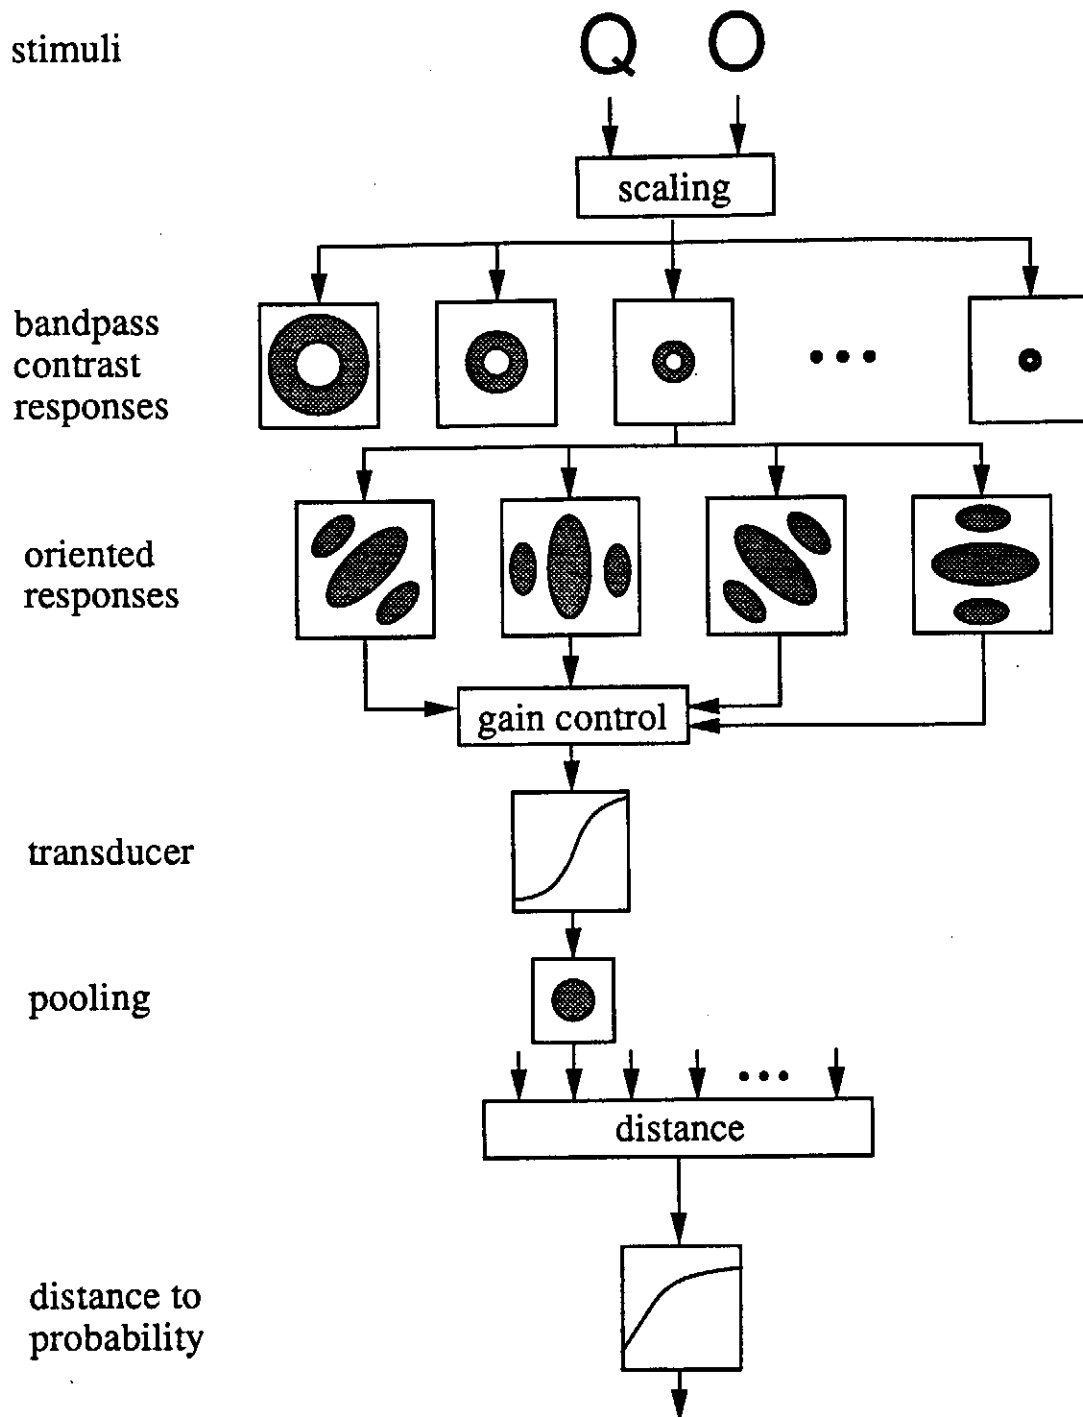 stimuli
Q O
scaling
bandpass
contrast
responses
oriented
responses
gain control
transducer
pooling
distance
distance to
probability